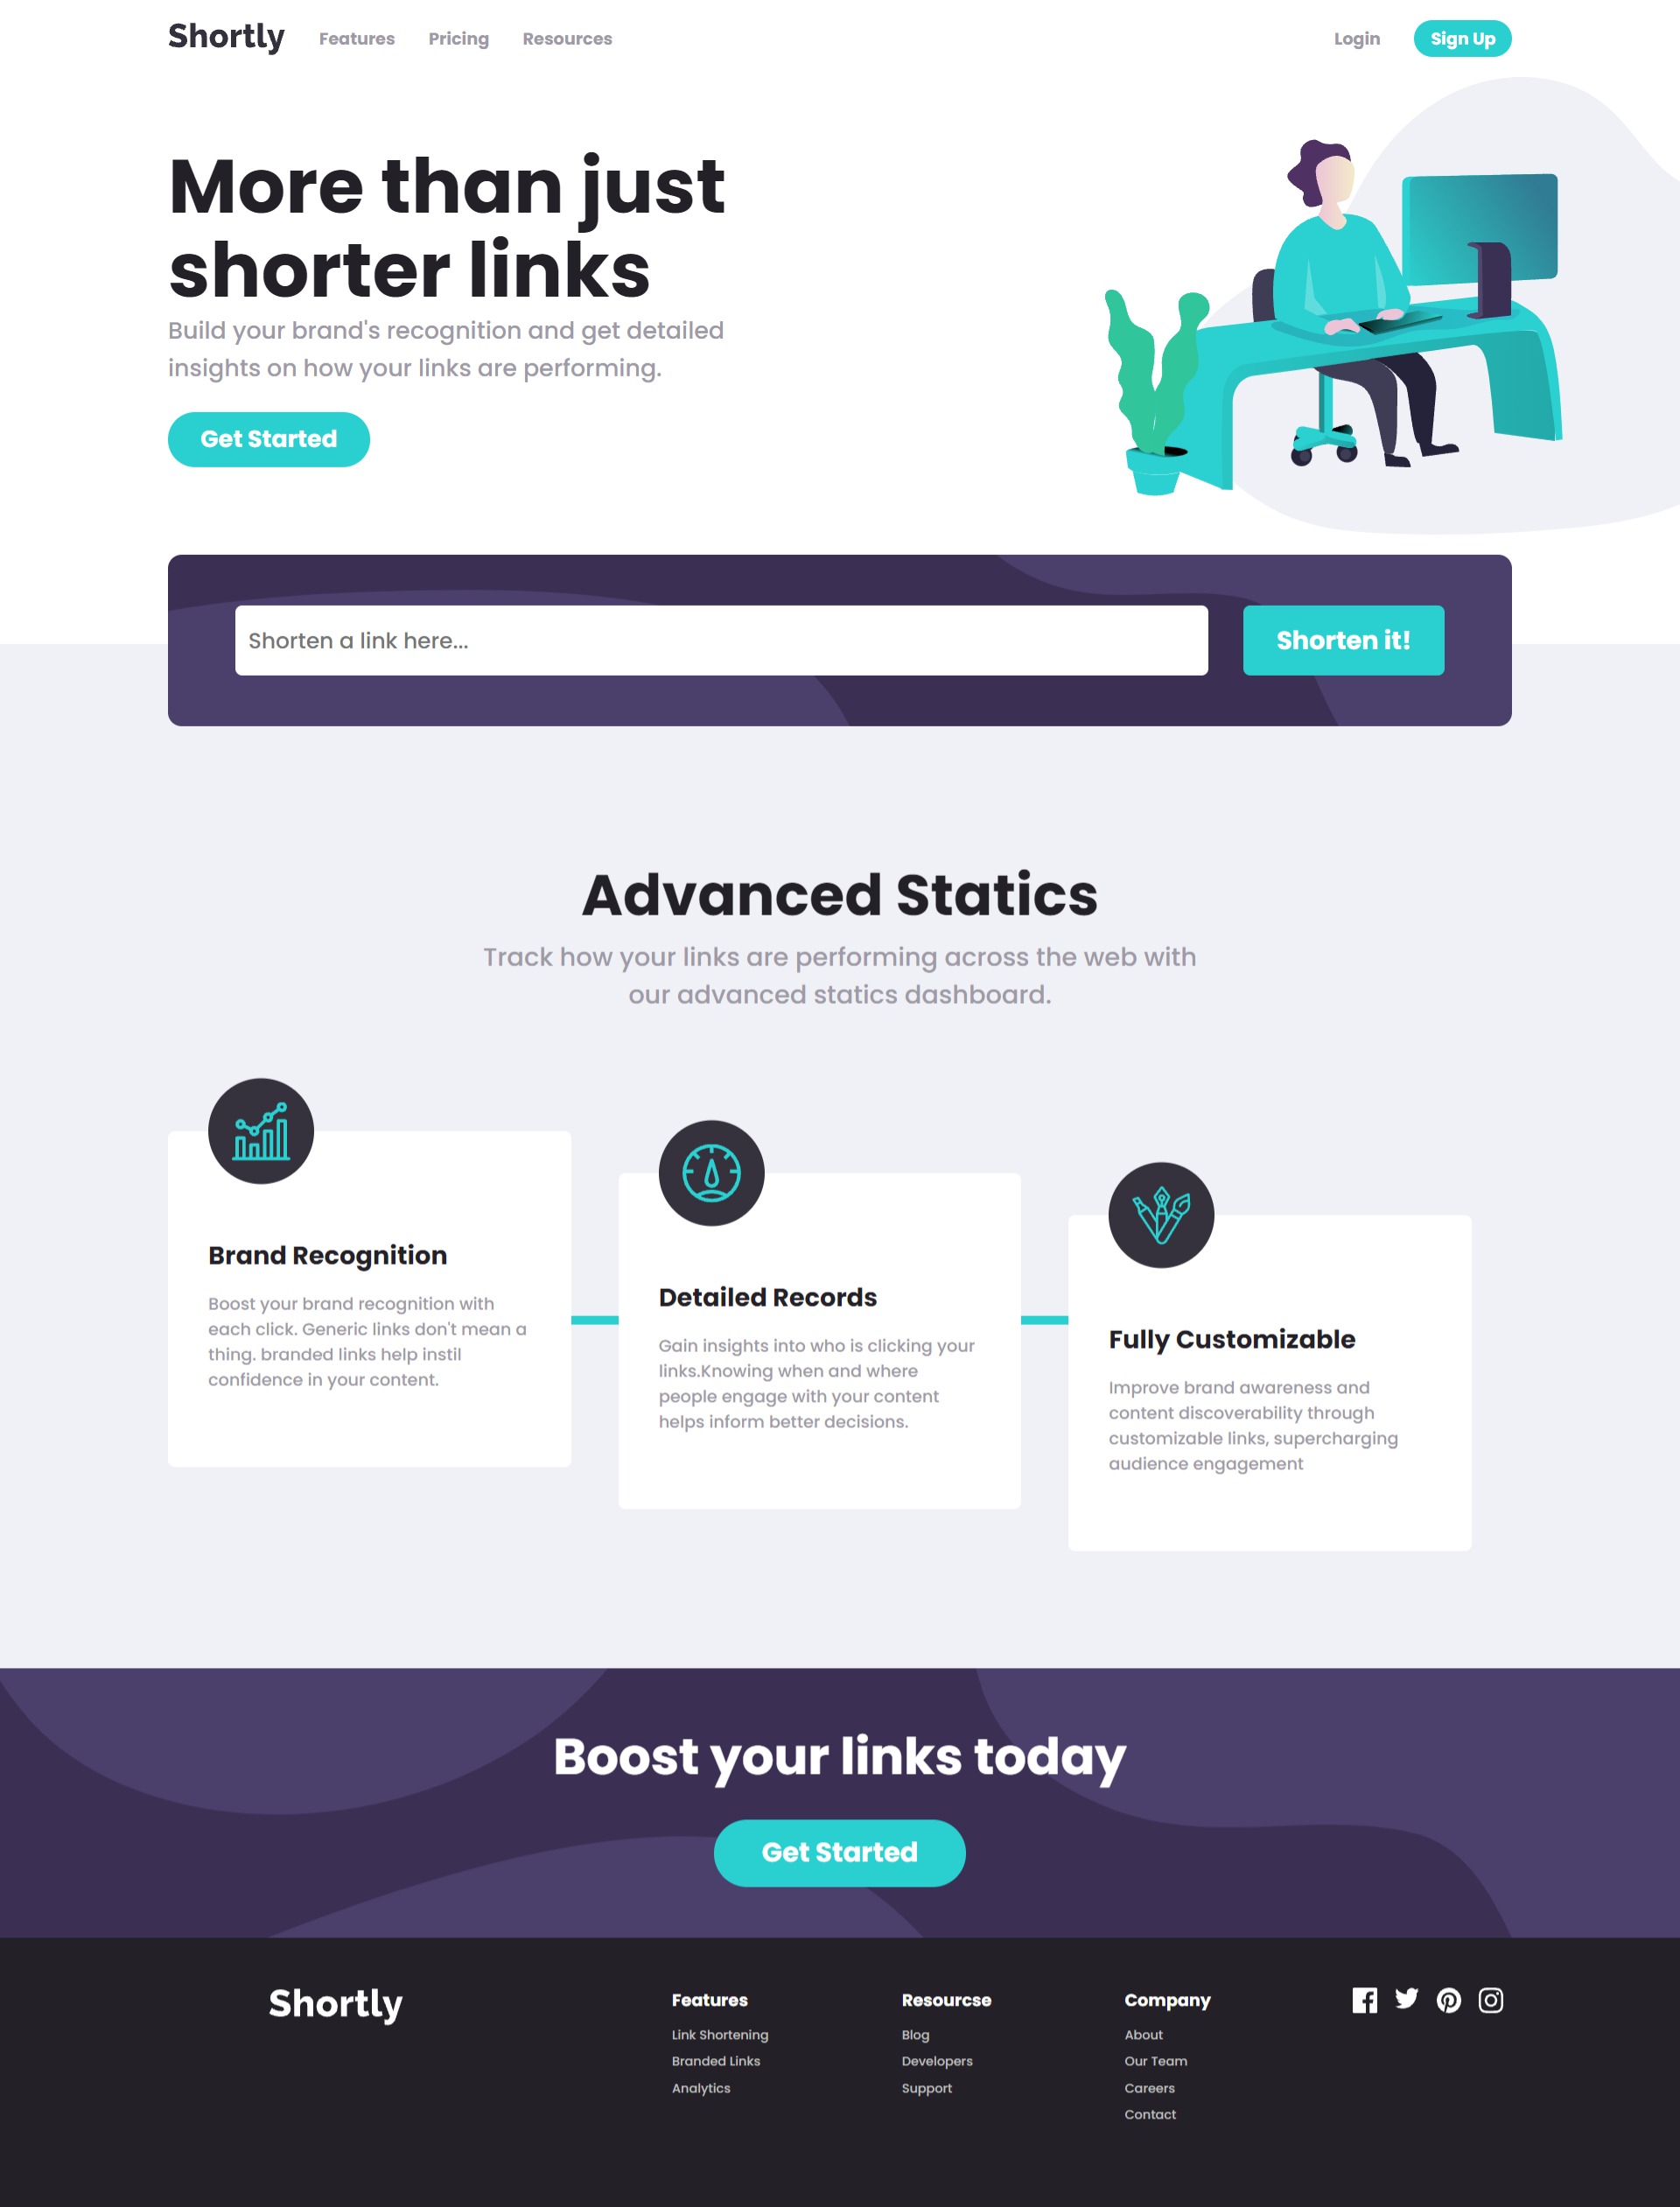 Shortly
Features
Pricing
Resources
Login
Sign Up
More than just
shorter links
Build your brand's recognition and get detailed
insights on how your links are performing.
Get Started
Shorten a link here...
Shorten it!
Advanced Statics
Track how your links are performing across the web with
our advanced statics dashboard.
Brand Recognition
Boost your brand recognition with
each click. Generic links don't mean a
thing. branded links help instil
confidence in your content.
Detailed Records
Gain insights into who is clicking your
links.Knowing when and where
people engage with your content
helps inform better decisions.
Fully Customizable
Improve brand awareness and
content discoverability through
customizable links, supercharging
audience engagement
Boost your links today
Get Started
Shortly
Features
Link Shortening
Branded Links
Analytics
Resourcse
Blog
Developers
Support
Company
About
Our Team
Careers
Contact